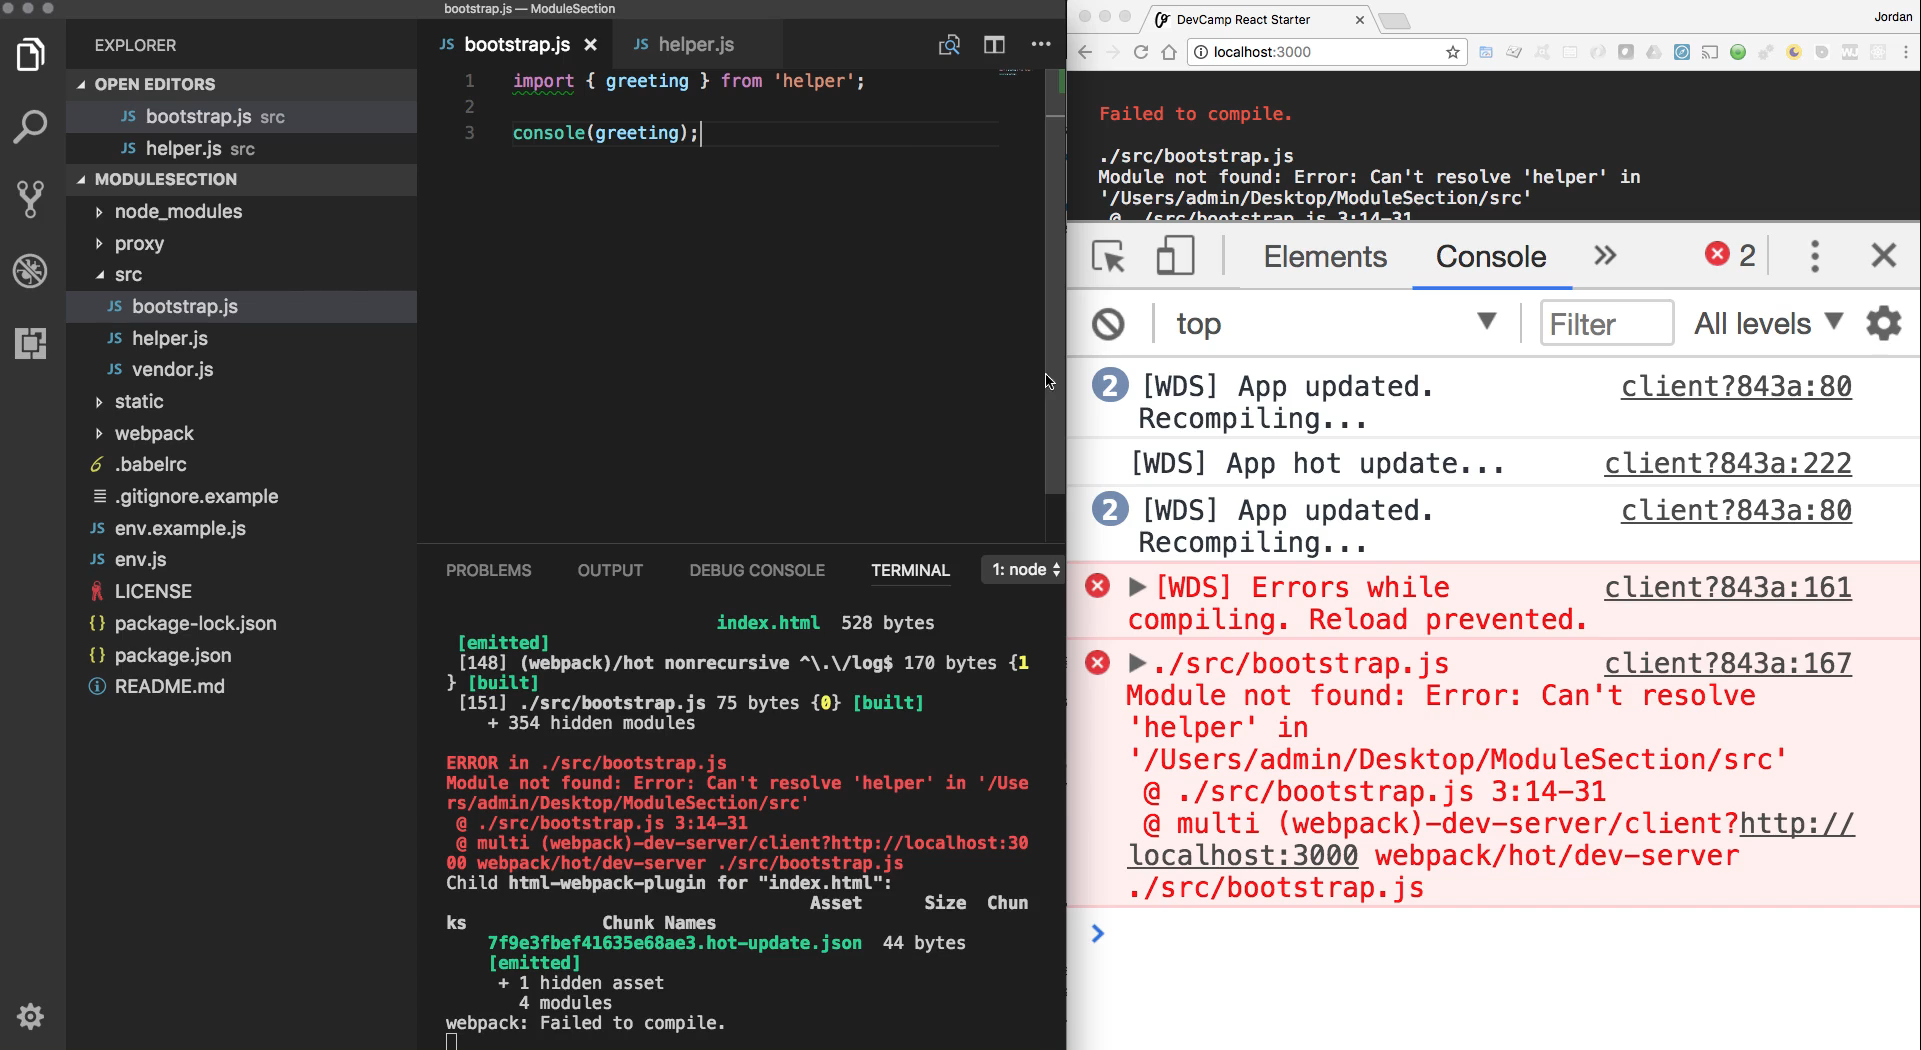 bootstrap.js — ModuleSection
EXPLORER
OPEN EDITORS
JS bootstrap.js src
JS helper.js src
MODULESECTION
node_modules
proxy
src
JS bootstrap.js
JS helper.js
JS vendor.js
static
webpack
.babelrc
.gitignore.example
JS env.example.js
JS env.js
LICENSE
{} package-lock.json
{} package.json
README.md
JS bootstrap.js
JS helper.js
1 import { greeting } from 'helper';
2
3 console(greeting);
PROBLEMS OUTPUT DEBUG CONSOLE TERMINAL 1: node
index.html 528 bytes
[emitted]
[148] (webpack)/hot nonrecursive ^\.\/log$ 170 bytes {1
} [built]
[151] ./src/bootstrap.js 75 bytes {0} [built]
+ 354 hidden modules
ERROR in ./src/bootstrap.js
Module not found: Error: Can't resolve 'helper' in '/Use
rs/admin/Desktop/ModuleSection/src'
@ ./src/bootstrap.js 3:14-31
@ multi (webpack)-dev-server/client?http://localhost:30
00 webpack/hot/dev-server ./src/bootstrap.js
Child html-webpack-plugin for "index.html":
Asset Size Chun
ks Chunk Names
7f9e3fbef41635e68ae3.hot-update.json 44 bytes
[emitted]
+ 1 hidden asset
4 modules
webpack: Failed to compile.
DevCamp React Starter
Jordan
localhost:3000
Failed to compile.
./src/bootstrap.js
Module not found: Error: Can't resolve 'helper' in
'/Users/admin/Desktop/ModuleSection/src'
@ ./src/bootstrap.js 3:14-31
Elements Console 2
top Filter All levels
2 [WDS] App updated. client?843a:80
Recompiling...
[WDS] App hot update... client?843a:222
2 [WDS] App updated. client?843a:80
Recompiling...
[WDS] Errors while client?843a:161
compiling. Reload prevented.
./src/bootstrap.js client?843a:167
Module not found: Error: Can't resolve
'helper' in
'/Users/admin/Desktop/ModuleSection/src'
@ ./src/bootstrap.js 3:14-31
@ multi (webpack)-dev-server/client?http://
localhost:3000 webpack/hot/dev-server
./src/bootstrap.js